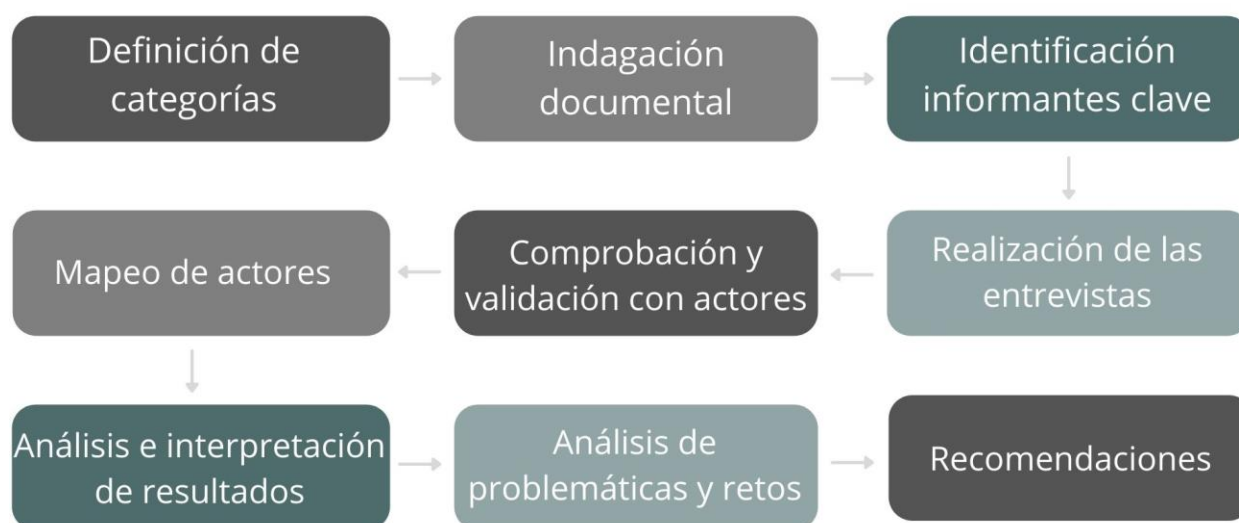 Definición de
categorías
Indagación
documental
Identificación
informantes clave
Realización de las
entrevistas
Comprobación y
validación con actores
Mapeo de actores
Análisis e interpretación
de resultados
Análisis de
problemáticas y retos
Recomendaciones